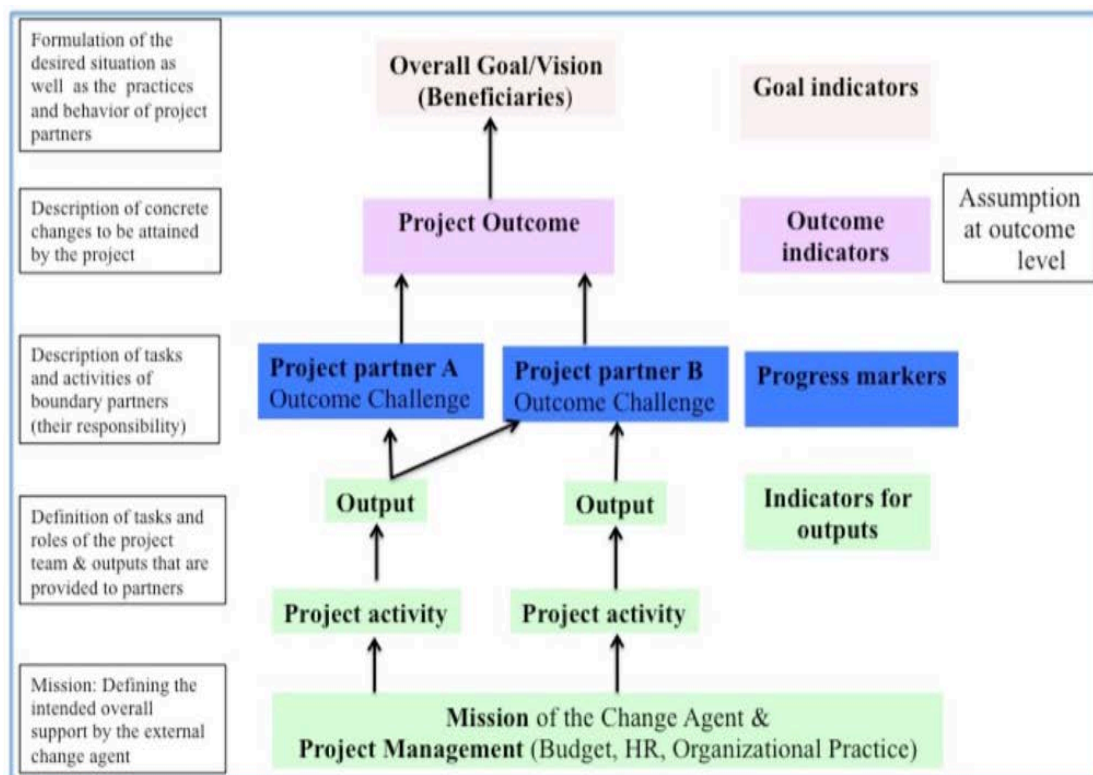 Formulation of the
desired situation as
well as the practices
and behavior of project
partners
Overall Goal/Vision
(Beneficiaries)
Goal indicators
Description of concrete
changes to be attained
by the project
Project Outcome
Outcome
indicators
Assumption
at outcome
level
Description of tasks
and activities of
boundary partners
(their responsibility)
Project partner A
Outcome Challenge
Project partner B
Outcome Challenge
Progress markers
Definition of tasks and
roles of the project
team & outputs that are
provided to partners
Output
Output
Indicators for
outputs
Project activity
Project activity
Mission: Defining the
intended overall
support by the external
change agent
Mission of the Change Agent &
Project Management (Budget, HR, Organizational Practice)